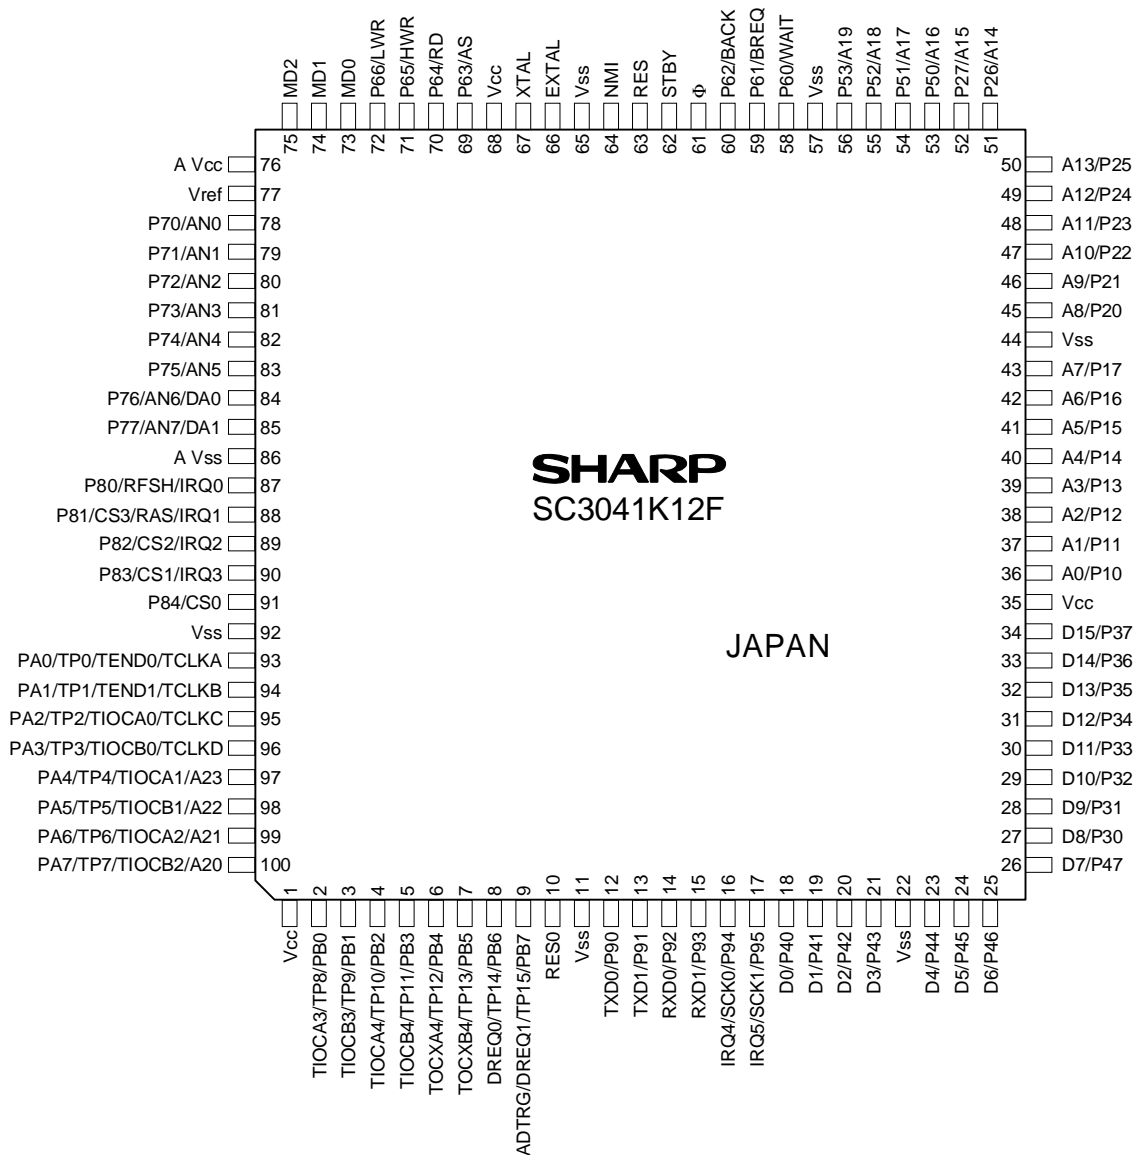 MD2
MD1
MD0
P66/LWR
P65/HWR
P64/RD
P63/AS
Vcc
XTAL
EXTAL
Vss
NMI
RES
STBY
Φ
P62/BACK
P61/BREQ
P60/WAIT
Vss
P53/A19
P52/A18
P51/A17
P50/A16
P27/A15
P26/A14
75 74 73 72 71 70 69 68 67 66 65 64 63 62 61 60 59 58 57 56 55 54 53 52 51
A Vcc 76
Vref 77
P70/AN0 78
P71/AN1 79
P72/AN2 80
P73/AN3 81
P74/AN4 82
P75/AN5 83
P76/AN6/DA0 84
P77/AN7/DA1 85
A Vss 86
P80/RFSH/IRQ0 87
P81/CS3/RAS/IRQ1 88
P82/CS2/IRQ2 89
P83/CS1/IRQ3 90
P84/CS0 91
Vss 92
PA0/TP0/TEND0/TCLKA 93
PA1/TP1/TEND1/TCLKB 94
PA2/TP2/TIOCA0/TCLKC 95
PA3/TP3/TIOCB0/TCLKD 96
PA4/TP4/TIOCA1/A23 97
PA5/TP5/TIOCB1/A22 98
PA6/TP6/TIOCA2/A21 99
PA7/TP7/TIOCB2/A20 100
SHARP
SC3041K12F
JAPAN
50 A13/P25
49 A12/P24
48 A11/P23
47 A10/P22
46 A9/P21
45 A8/P20
44 Vss
43 A7/P17
42 A6/P16
41 A5/P15
40 A4/P14
39 A3/P13
38 A2/P12
37 A1/P11
36 A0/P10
35 Vcc
34 D15/P37
33 D14/P36
32 D13/P35
31 D12/P34
30 D11/P33
29 D10/P32
28 D9/P31
27 D8/P30
26 D7/P47
1 2 3 4 5 6 7 8 9 10 11 12 13 14 15 16 17 18 19 20 21 22 23 24 25
Vcc
TIOCA3/TP8/PB0
TIOCB3/TP9/PB1
TIOCA4/TP10/PB2
TIOCB4/TP11/PB3
TOCXA4/TP12/PB4
TOCXB4/TP13/PB5
DREQ0/TP14/PB6
ADTRG/DREQ1/TP15/PB7
RES0
Vss
TXD0/P90
TXD1/P91
RXD0/P92
RXD1/P93
IRQ4/SCK0/P94
IRQ5/SCK1/P95
D0/P40
D1/P41
D2/P42
D3/P43
Vss
D4/P44
D5/P45
D6/P46